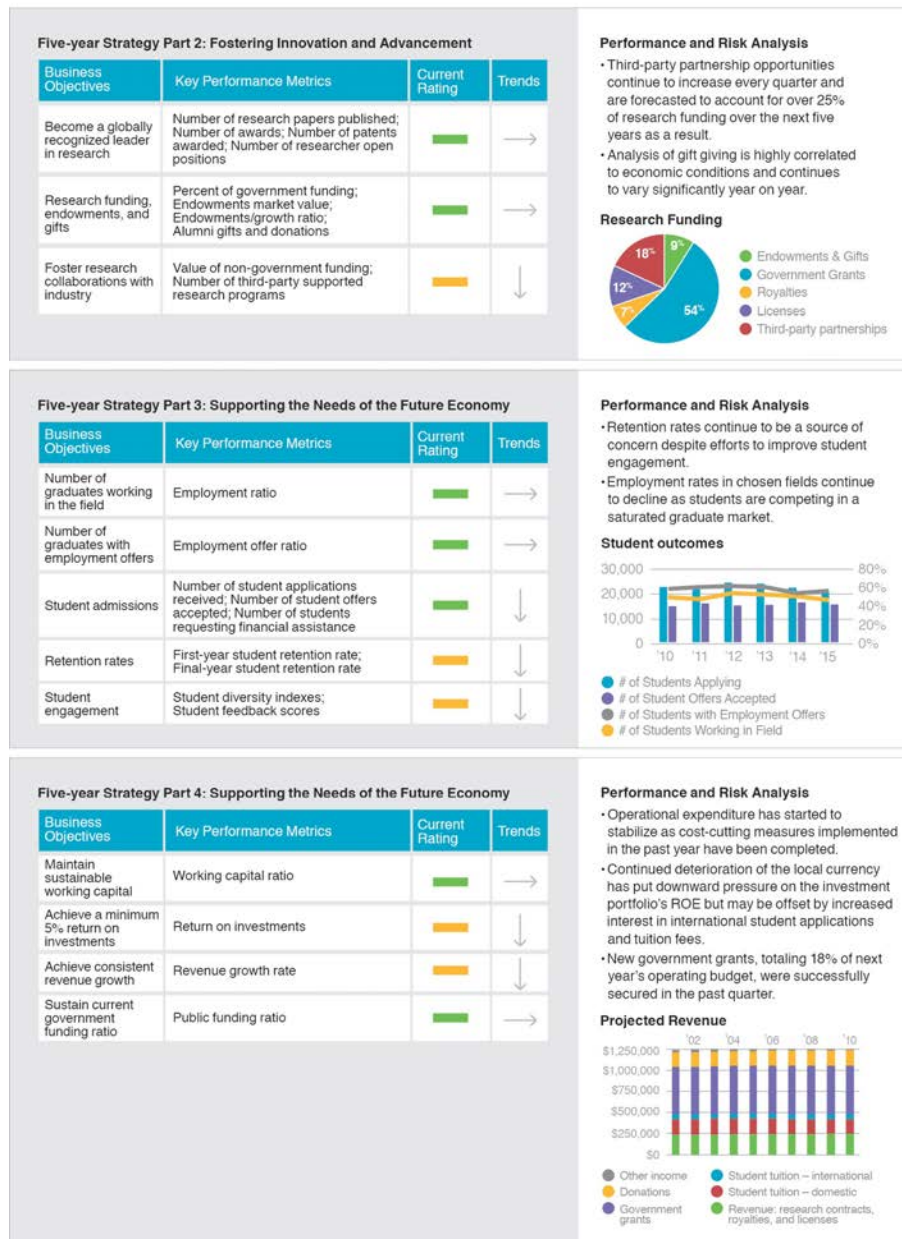 Five-year Strategy Part 2: Fostering Innovation and Advancement
Business
Objectives
Key Performance Metrics
Current
Rating
Trends
Become a globally
recognized leader
in research
Number of research papers published;
Number of awards; Number of patents
awarded; Number of researcher open
positions
Research funding,
endowments, and
gifts
Percent of government funding;
Endowments market value;
Endowments/growth ratio;
Alumni gifts and donations
Foster research
collaborations with
industry
Value of non-government funding;
Number of third-party supported
research programs
Performance and Risk Analysis
• Third-party partnership opportunities
continue to increase every quarter and
are forecasted to account for over 25%
of research funding over the next five
years as a result.
• Analysis of gift giving is highly correlated
to economic conditions and continues
to vary significantly year on year.
Research Funding
18%
9%
12%
7%
54%
Endowments & Gifts
Government Grants
Royalties
Licenses
Third-party partnerships
Five-year Strategy Part 3: Supporting the Needs of the Future Economy
Business
Objectives
Key Performance Metrics
Current
Rating
Trends
Number of
graduates working
in the field
Employment ratio
Number of
graduates with
employment offers
Employment offer ratio
Student admissions
Number of student applications
received; Number of student offers
accepted; Number of students
requesting financial assistance
Retention rates
First-year student retention rate;
Final-year student retention rate
Student
engagement
Student diversity indexes;
Student feedback scores
Performance and Risk Analysis
• Retention rates continue to be a source of
concern despite efforts to improve student
engagement.
• Employment rates in chosen fields continue
to decline as students are competing in a
saturated graduate market.
Student outcomes
30,000
20,000
10,000
0
80%
60%
40%
20%
0%
'10 '11 '12 '13 '14 '15
# of Students Applying
# of Student Offers Accepted
# of Students with Employment Offers
# of Students Working in Field
Five-year Strategy Part 4: Supporting the Needs of the Future Economy
Business
Objectives
Key Performance Metrics
Current
Rating
Trends
Maintain
sustainable
working capital
Working capital ratio
Achieve a minimum
5% return on
investments
Return on investments
Achieve consistent
revenue growth
Revenue growth rate
Sustain current
government
funding ratio
Public funding ratio
Performance and Risk Analysis
• Operational expenditure has started to
stabilize as cost-cutting measures implemented
in the past year have been completed.
• Continued deterioration of the local currency
has put downward pressure on the investment
portfolio's ROE but may be offset by increased
interest in international student applications
and tuition fees.
• New government grants, totaling 18% of next
year's operating budget, were successfully
secured in the past quarter.
Projected Revenue
'02 '04 '06 '08 '10
$1,250,000
$1,000,000
$750,000
$500,000
$250,000
$0
Other income
Donations
Government
grants
Student tuition – international
Student tuition – domestic
Revenue: research contracts,
royalties, and licenses